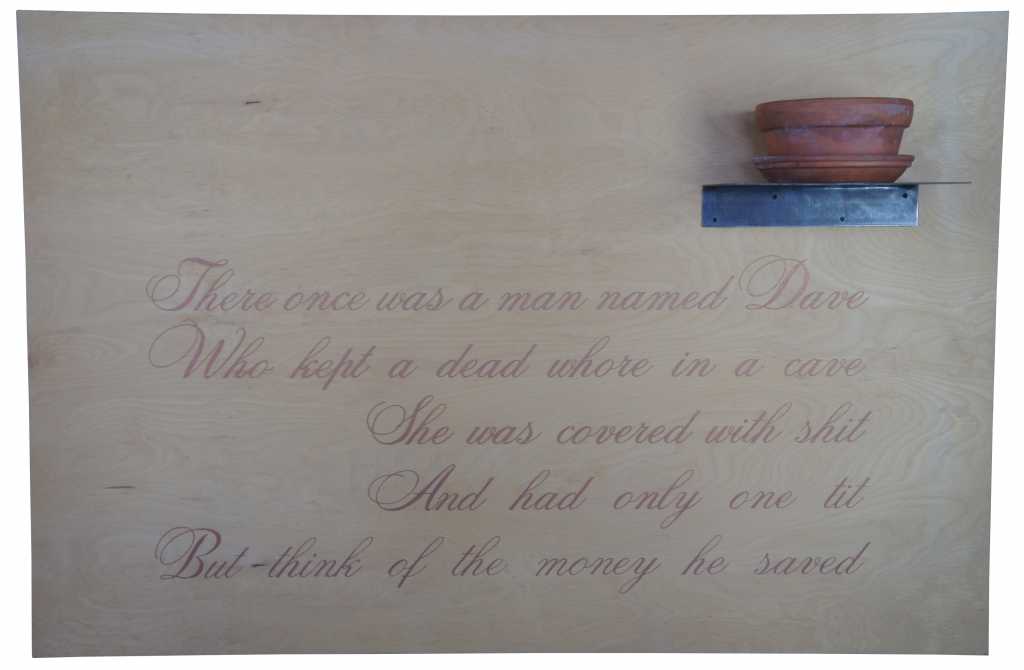 There once was a man named Dave
Who kept a dead whore in a cave
She was covered with shit
And had only one tit
But-think of the money he saved